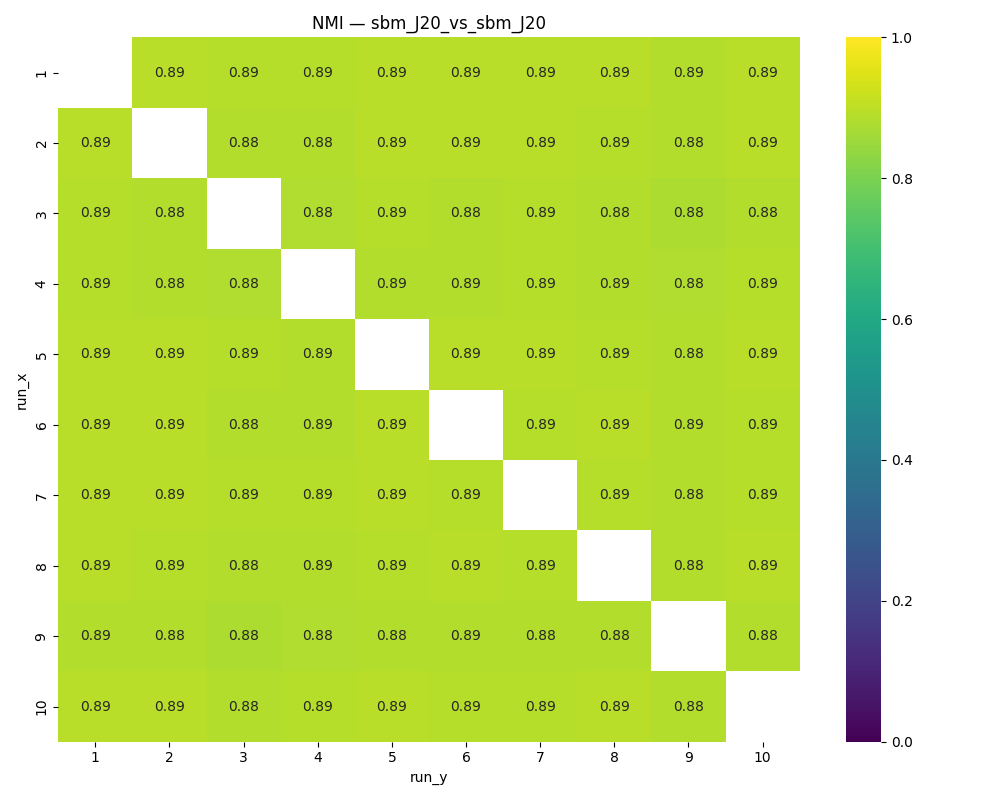 NMI — sbm_J20_vs_sbm_J20
1 0.89 0.89 0.89 0.89 0.89 0.89 0.89 0.89 0.89 1.0
2 0.89 0.88 0.88 0.89 0.89 0.89 0.89 0.88 0.89
0.8
3 0.89 0.88 0.88 0.89 0.88 0.89 0.88 0.88 0.88
4 0.89 0.88 0.88 0.89 0.89 0.89 0.89 0.88 0.89
0.6
5 0.89 0.89 0.89 0.89 0.89 0.89 0.89 0.88 0.89
run_x
6 0.89 0.89 0.88 0.89 0.89 0.89 0.89 0.89 0.89
0.4
7 0.89 0.89 0.89 0.89 0.89 0.89 0.89 0.88 0.89
8 0.89 0.89 0.88 0.89 0.89 0.89 0.89 0.88 0.89
0.2
9 0.89 0.88 0.88 0.88 0.88 0.89 0.88 0.88 0.88
10 0.89 0.89 0.88 0.89 0.89 0.89 0.89 0.89 0.88
0.0
1 2 3 4 5 6 7 8 9 10
run_y